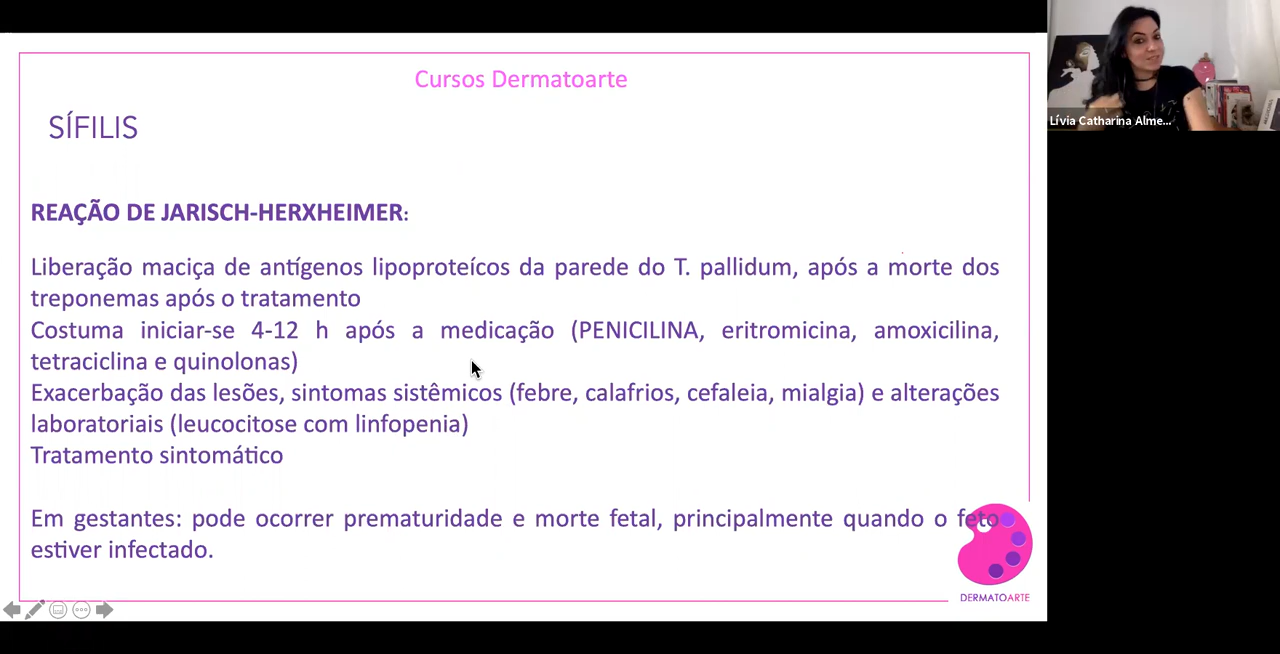 Cursos Dermatoarte
Lívia Catharina Alme...
SÍFILIS
REAÇÃO DE JARISCH-HERXHEIMER:
Liberação maciça de antígenos lipoproteícos da parede do T. pallidum, após a morte dos
treponemas após o tratamento
Costuma iniciar-se 4-12 h após a medicação (PENICILINA, eritromicina, amoxicilina,
tetraciclina e quinolonas)
Exacerbação das lesões, sintomas sistêmicos (febre, calafrios, cefaleia, mialgia) e alterações
laboratoriais (leucocitose com linfopenia)
Tratamento sintomático
Em gestantes: pode ocorrer prematuridade e morte fetal, principalmente quando o feto
estiver infectado.
DERMATOARTE